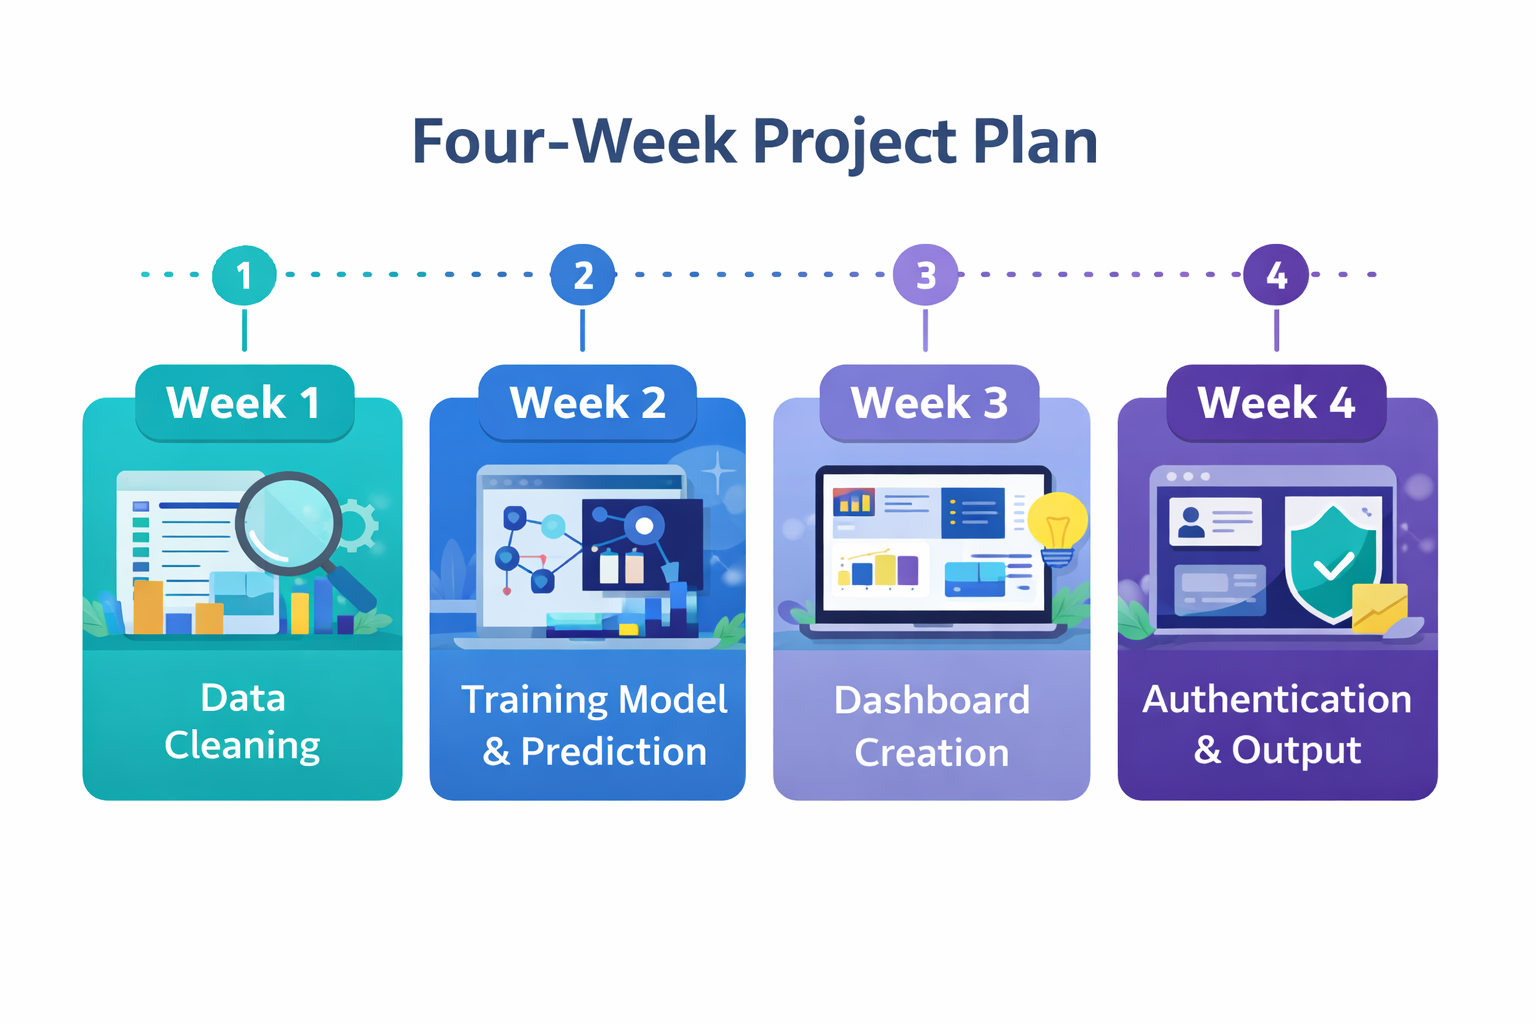 Four-Week Project Plan
1
2
3
4
Week 1
Week 2
Week 3
Week 4
Data
Cleaning
Training Model
& Prediction
Dashboard
Creation
Authentication
& Output